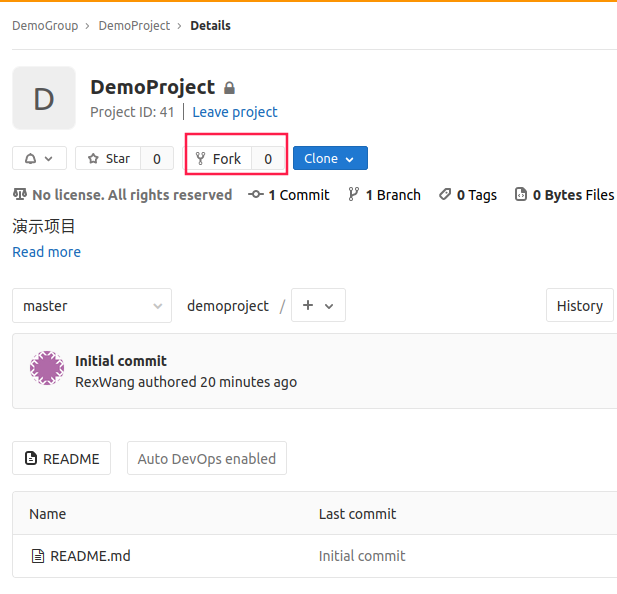 DemoGroup › DemoProject › Details
D
DemoProject
Project ID: 41 | Leave project
Star 0 Fork 0 Clone
No license. All rights reserved 1 Commit 1 Branch 0 Tags 0 Bytes Files
演示项目
Read more
master demoproject / + History
Initial commit
RexWang authored 20 minutes ago
README Auto DevOps enabled
Name Last commit
README.md Initial commit